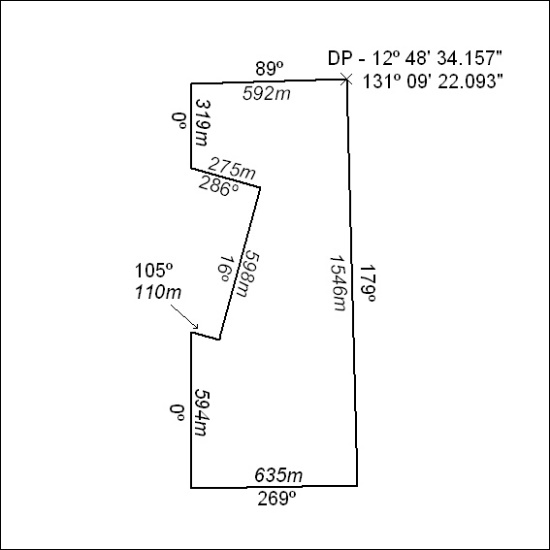 DP - 12º 48' 34.157"
131º 09' 22.093"
89º
592m
319m
0º
275m
286º
598m
16º
179º
1546m
105º
110m
594m
0º
635m
269º